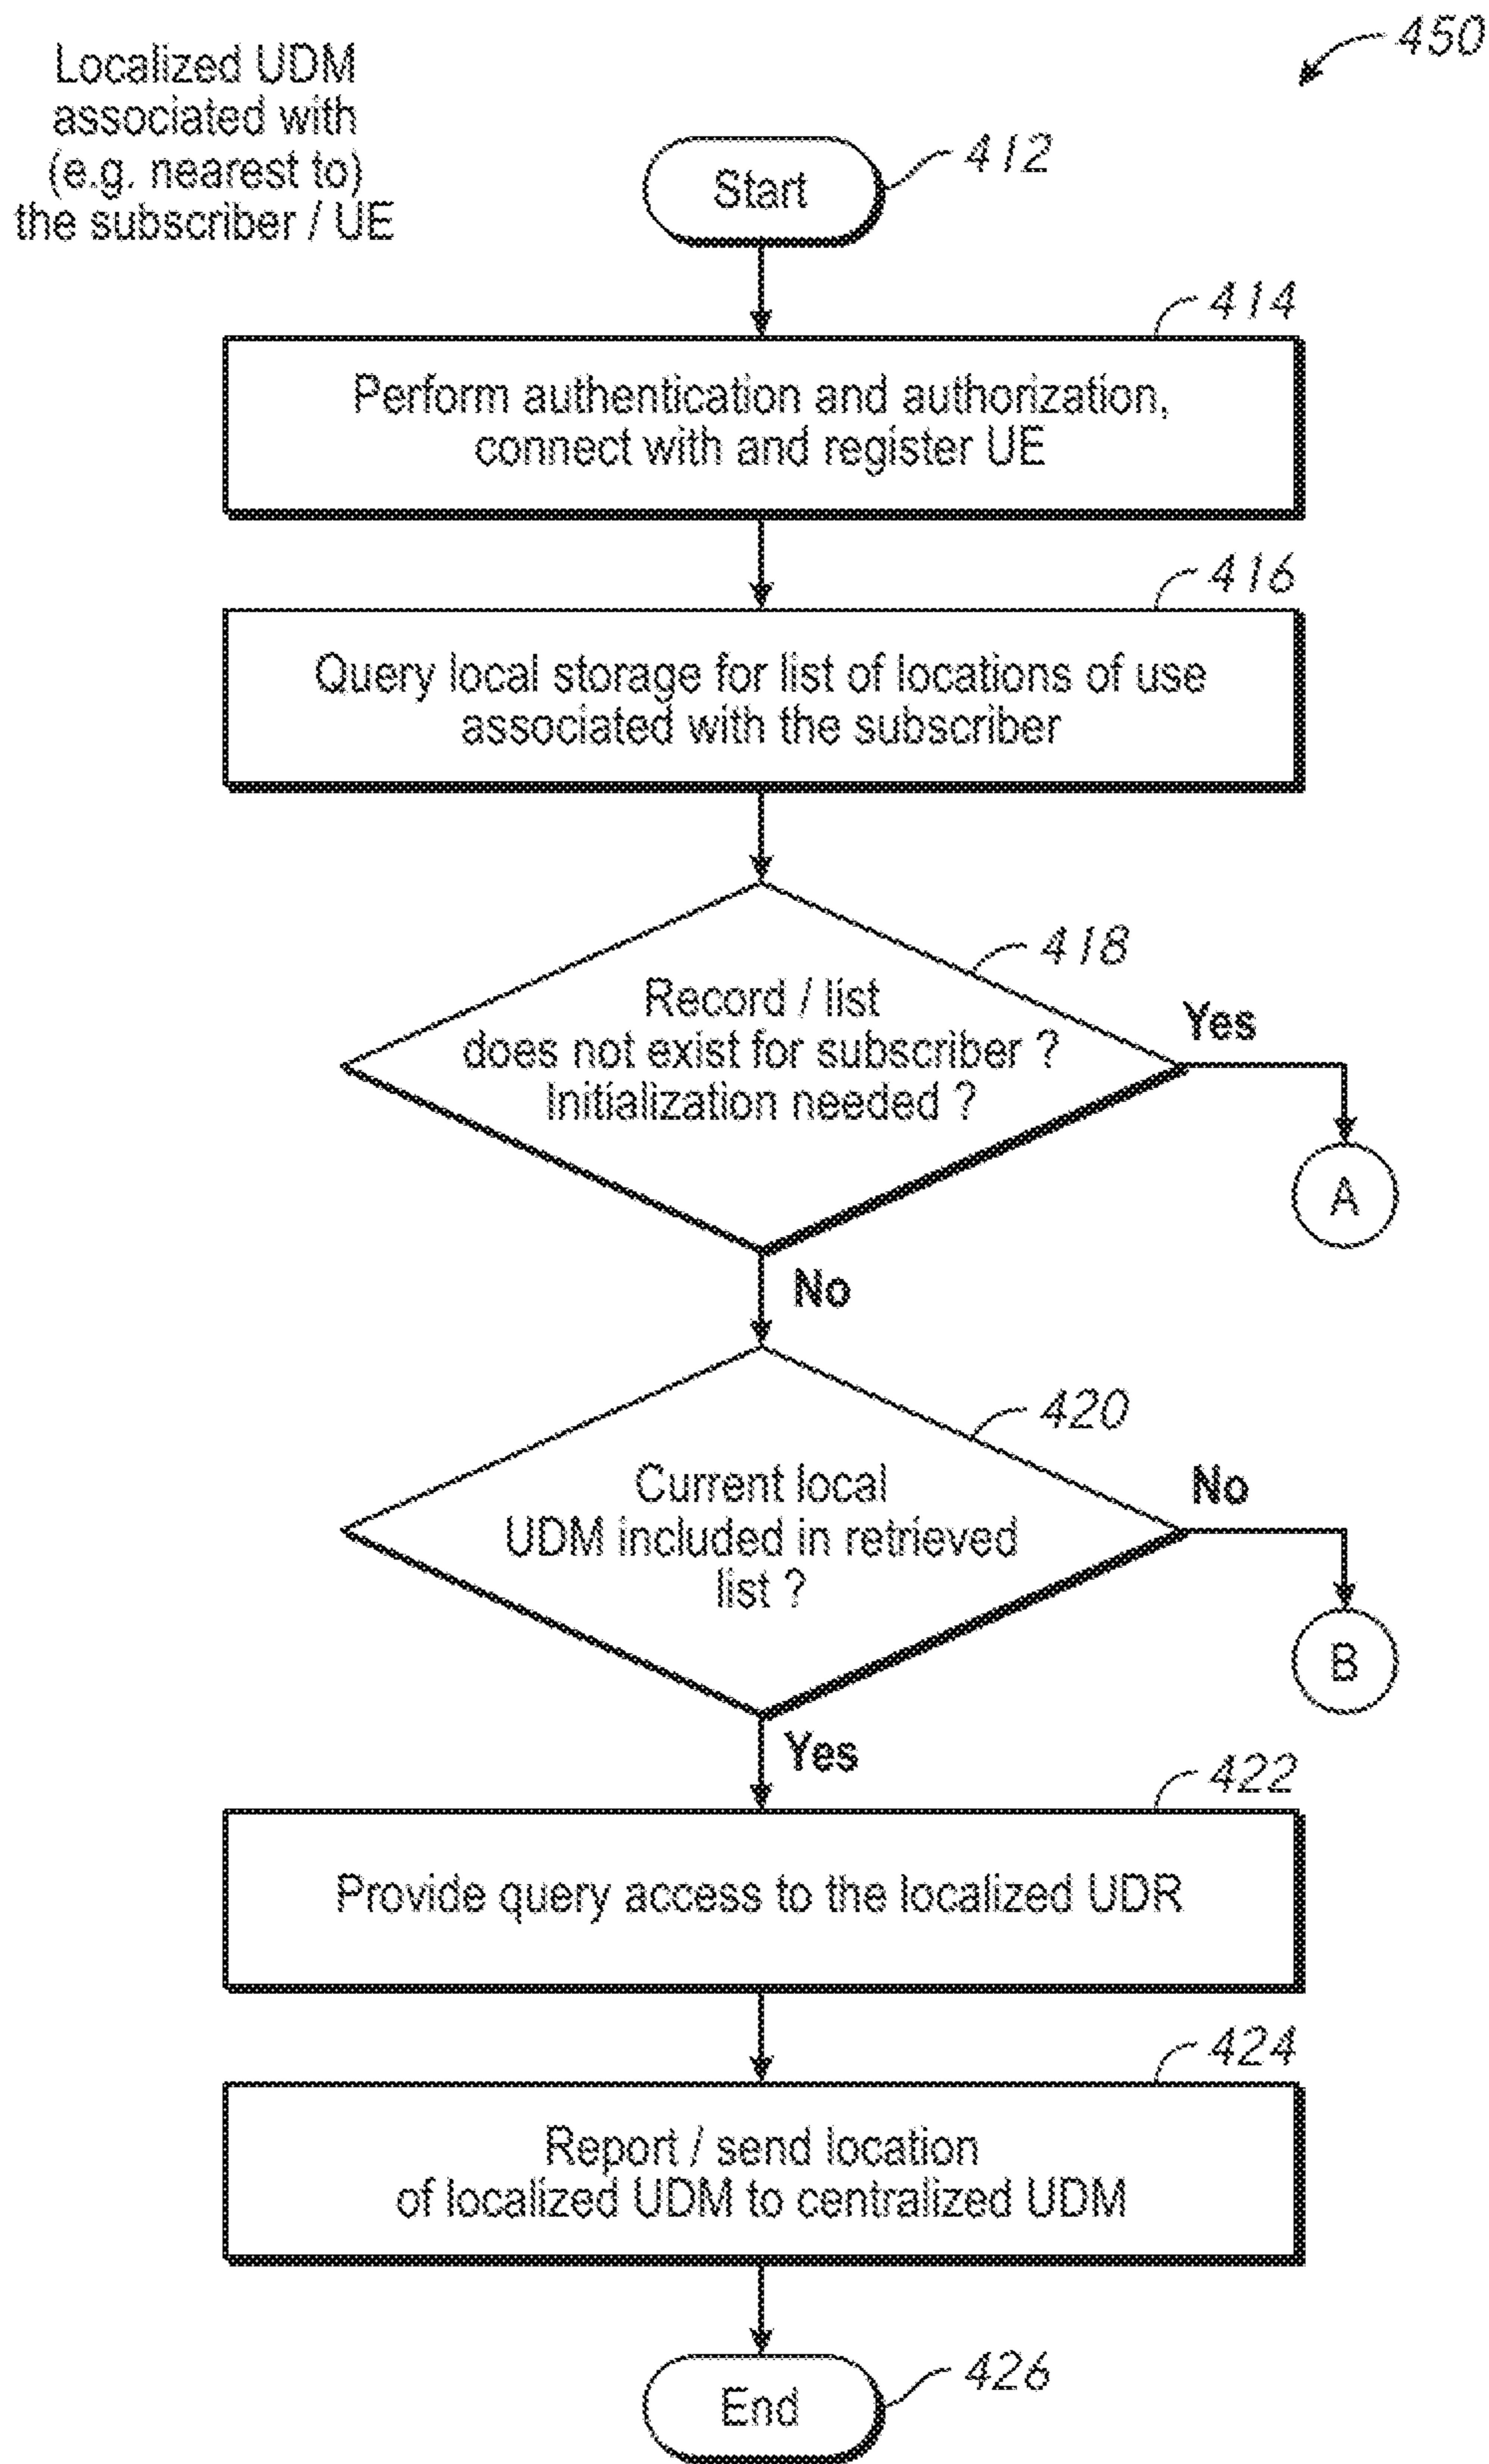 450
Localized UDM
associated with
(e.g. nearest to)
the subscriber / UE
Start
412
414
Perform authentication and authorization,
connect with and register UE
416
Query local storage for list of locations of use
associated with the subscriber
418
Record / list
does not exist for subscriber ?
Initialization needed ?
Yes
A
No
420
Current local
UDM included in retrieved
list ?
No
B
Yes
422
Provide query access to the localized UDR
424
Report / send location
of localized UDM to centralized UDM
End
426